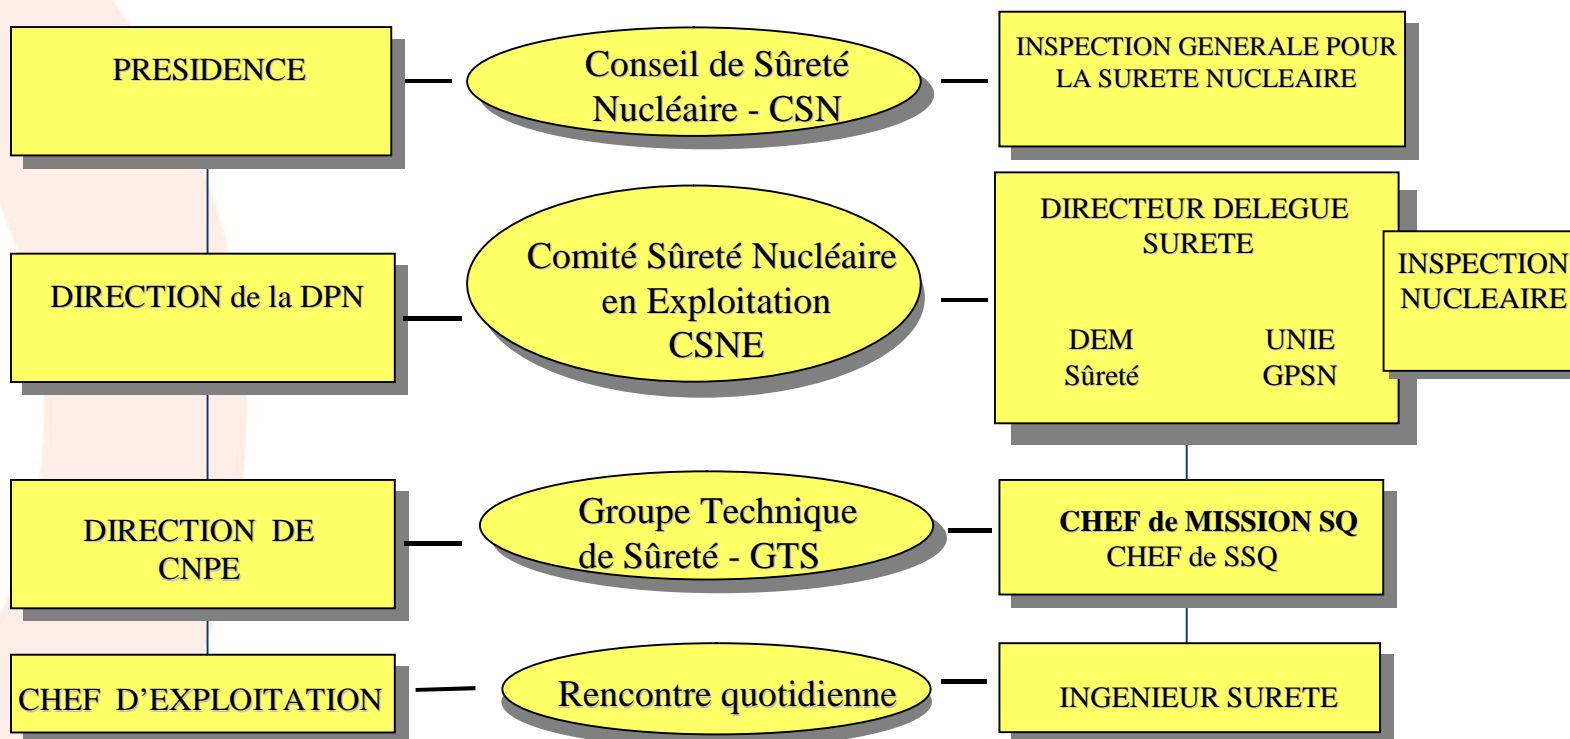 PRESIDENCE
Conseil de Sûreté
Nucléaire - CSN
INSPECTION GENERALE POUR
LA SURETE NUCLEAIRE
DIRECTION de la DPN
Comité Sûreté Nucléaire
en Exploitation
CSNE
DIRECTEUR DELEGUE
SURETE
DEM
Sûreté
UNIE
GPSN
INSPECTION
NUCLEAIRE
DIRECTION DE
CNPE
Groupe Technique
de Sûreté - GTS
CHEF de MISSION SQ
CHEF de SSQ
CHEF D’EXPLOITATION
Rencontre quotidienne
INGENIEUR SURETE